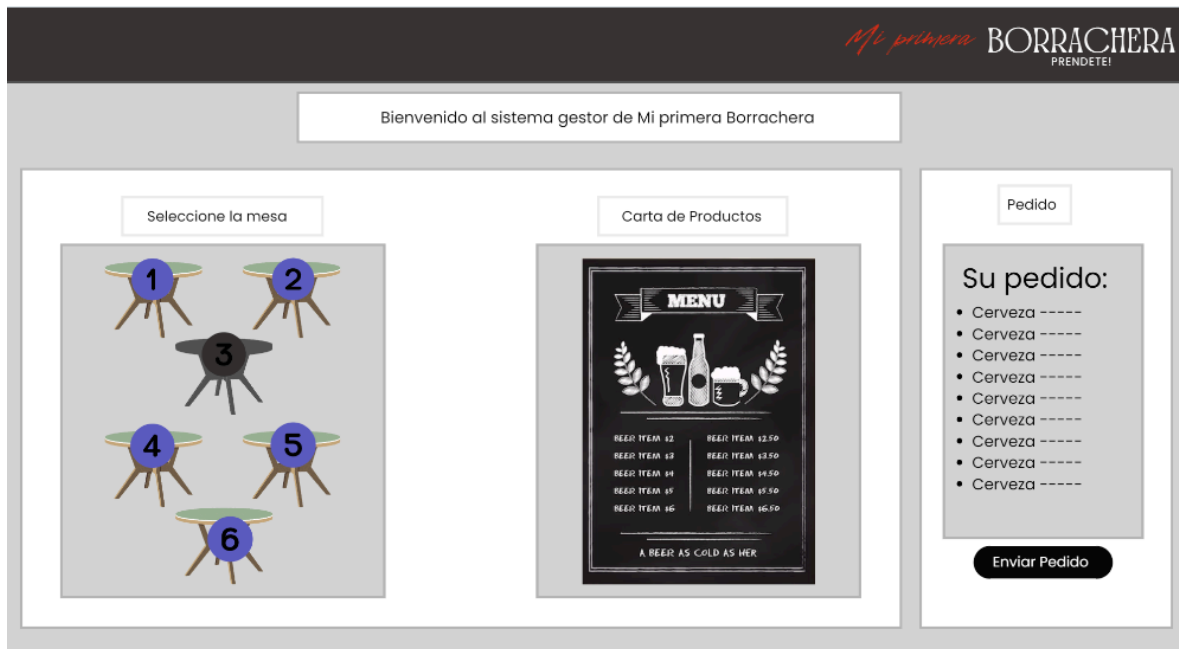 Mi primera BORRACHERA
PRENDETE!
Bienvenido al sistema gestor de Mi primera Borrachera
Seleccione la mesa
1
2
3
4
5
6
Carta de Productos
MENU
BEER ITEM $2
BEER ITEM $3
BEER ITEM $4
BEER ITEM $5
BEER ITEM $6
BEER ITEM $2.50
BEER ITEM $3.50
BEER ITEM $4.50
BEER ITEM $5.50
BEER ITEM $6.50
A BEER AS COLD AS HER
Pedido
Su pedido:
• Cerveza -----
• Cerveza -----
• Cerveza -----
• Cerveza -----
• Cerveza -----
• Cerveza -----
• Cerveza -----
• Cerveza -----
• Cerveza -----
Enviar Pedido